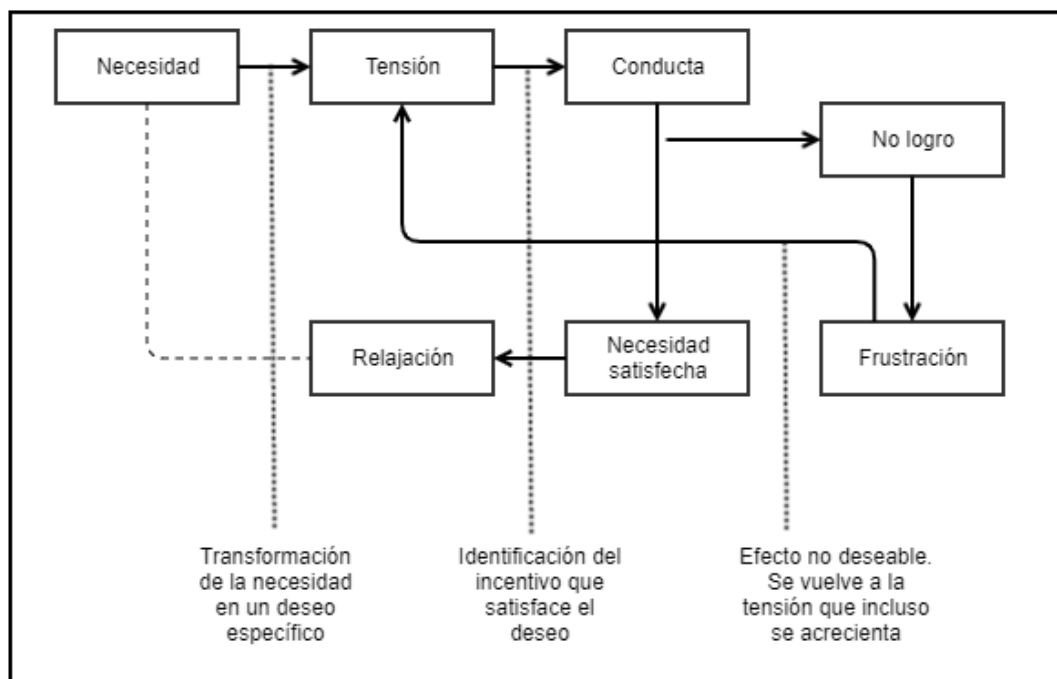 Necesidad
Tensión
Conducta
No logro
Relajación
Necesidad
satisfecha
Frustración
Transformación
de la necesidad
en un deseo
específico
Identificación del
incentivo que
satisface el
deseo
Efecto no deseable.
Se vuelve a la
tensión que incluso
se acrecienta